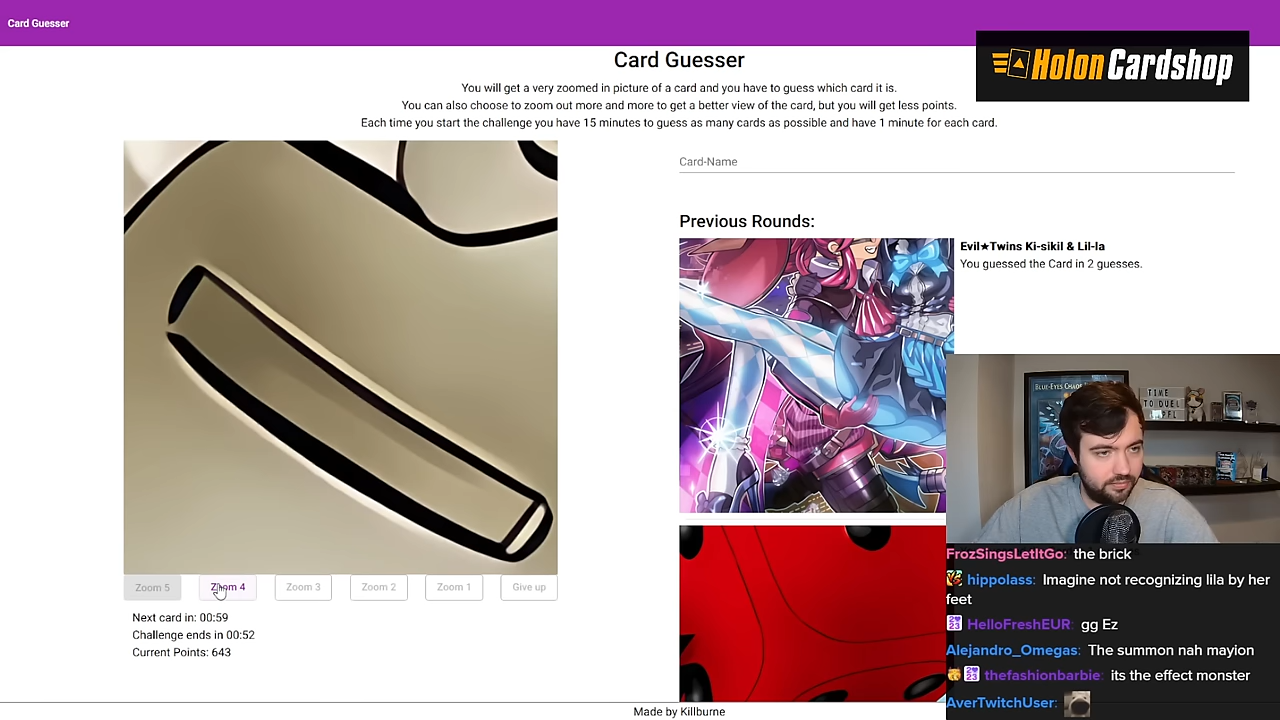 Card Guesser
Card Guesser
Holon Cardshop
You will get a very zoomed in picture of a card and you have to guess which card it is.
You can also choose to zoom out more and more to get a better view of the card, but you will get less points.
Each time you start the challenge you have 15 minutes to guess as many cards as possible and have 1 minute for each card.
Card-Name
Previous Rounds:
Evil★Twins Ki-sikil & Lil-la
You guessed the Card in 2 guesses.
BLUE-EYES CHAO
TIME
TO DUEL
Zoom 5
Zoom 4
Zoom 3
Zoom 2
Zoom 1
Give up
Next card in: 00:59
Challenge ends in 00:52
Current Points: 643
FrozSingsLetItGo: the brick
hippolass: Imagine not recognizing lila by her
feet
HelloFreshEUR: gg Ez
Alejandro_Omegas: The summon nah mayion
thefashionbarbie: its the effect monster
AverTwitchUser:
Made by Killburne